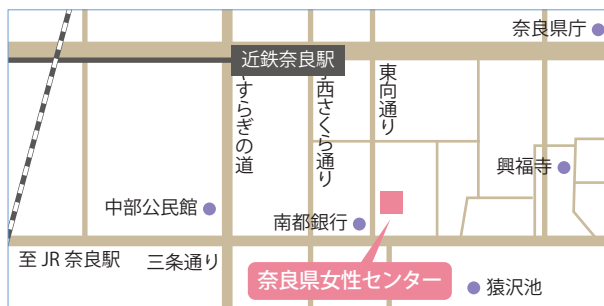 奈良県庁
近鉄奈良駅
やすらぎの道
小西さくら通り
東向通り
興福寺
中部公民館
南都銀行
至 JR 奈良駅
三条通り
奈良県女性センター
猿沢池